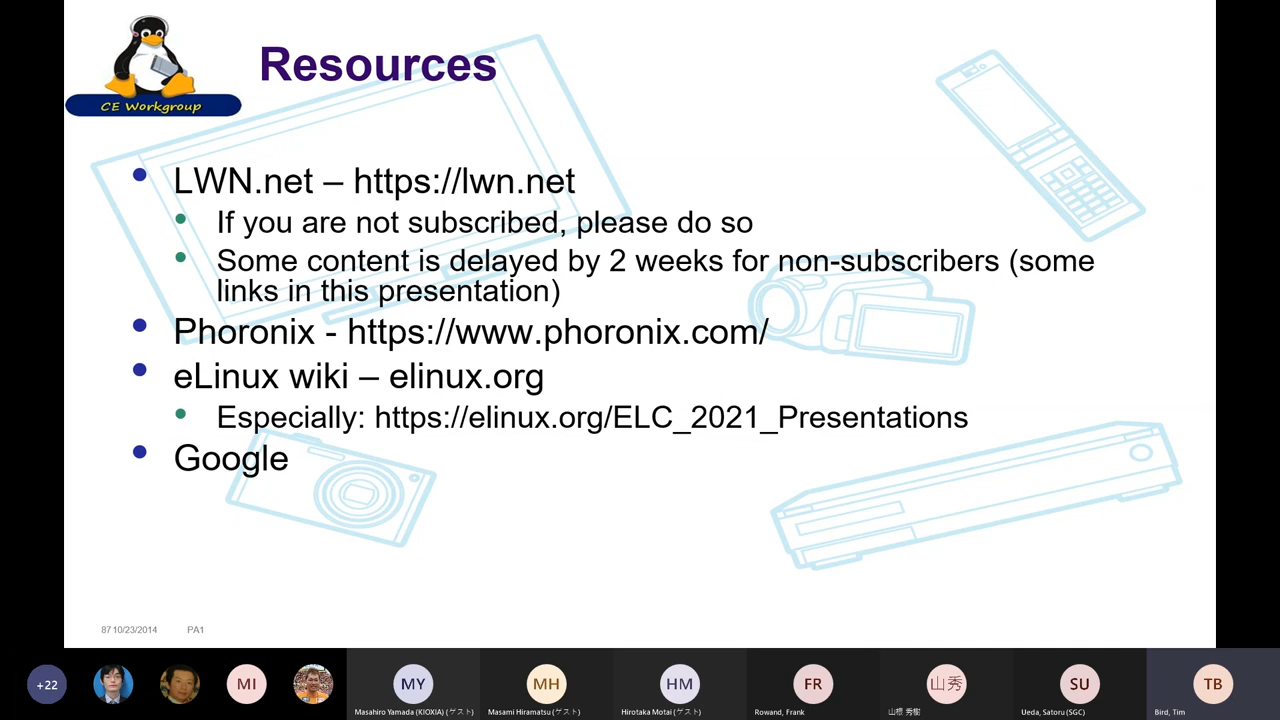 CE Workgroup
Resources
LWN.net – https://lwn.net
If you are not subscribed, please do so
Some content is delayed by 2 weeks for non-subscribers (some
links in this presentation)
Phoronix - https://www.phoronix.com/
eLinux wiki – elinux.org
Especially: https://elinux.org/ELC_2021_Presentations
Google
87 10/23/2014 PA1
+22 MI MY MH HM FR 山秀 SU TB
Masahiro Yamada (KIOXIA) (ゲスト) Masami Hiramatsu (ゲスト) Hirotaka Motai (ゲスト) Rowand, Frank 山根 秀樹 Ueda, Satoru (SGC) Bird, Tim